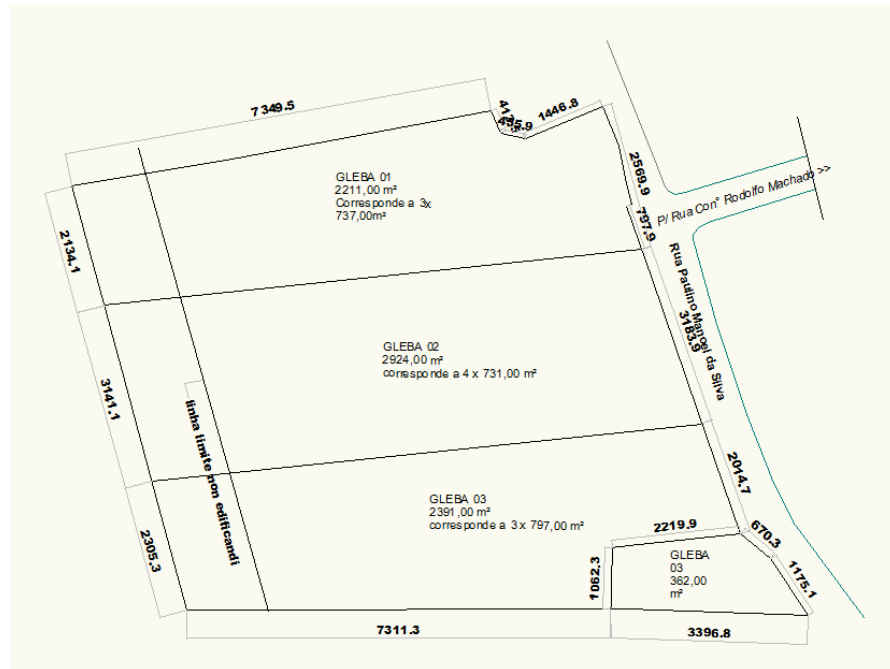 7349.5
455.9
1446.8
GLEBA 01
2211,00 m²
Corresponde a 3x
737,00m²
2569.9
P/ Rua Con° Rodolfo Machado >>
797.9
2134.1
Rua Paulino Manoel da Silva
3183.9
GLEBA 02
2924,00 m²
corresponde a 4 x 731,00 m²
3141.1
linha limite non edificandi
2014.7
GLEBA 03
2391,00 m²
corresponde a 3 x 797,00 m²
2305.3
2219.9
670.3
GLEBA
03
362,00
m²
1062.3
1175.1
7311.3
3396.8